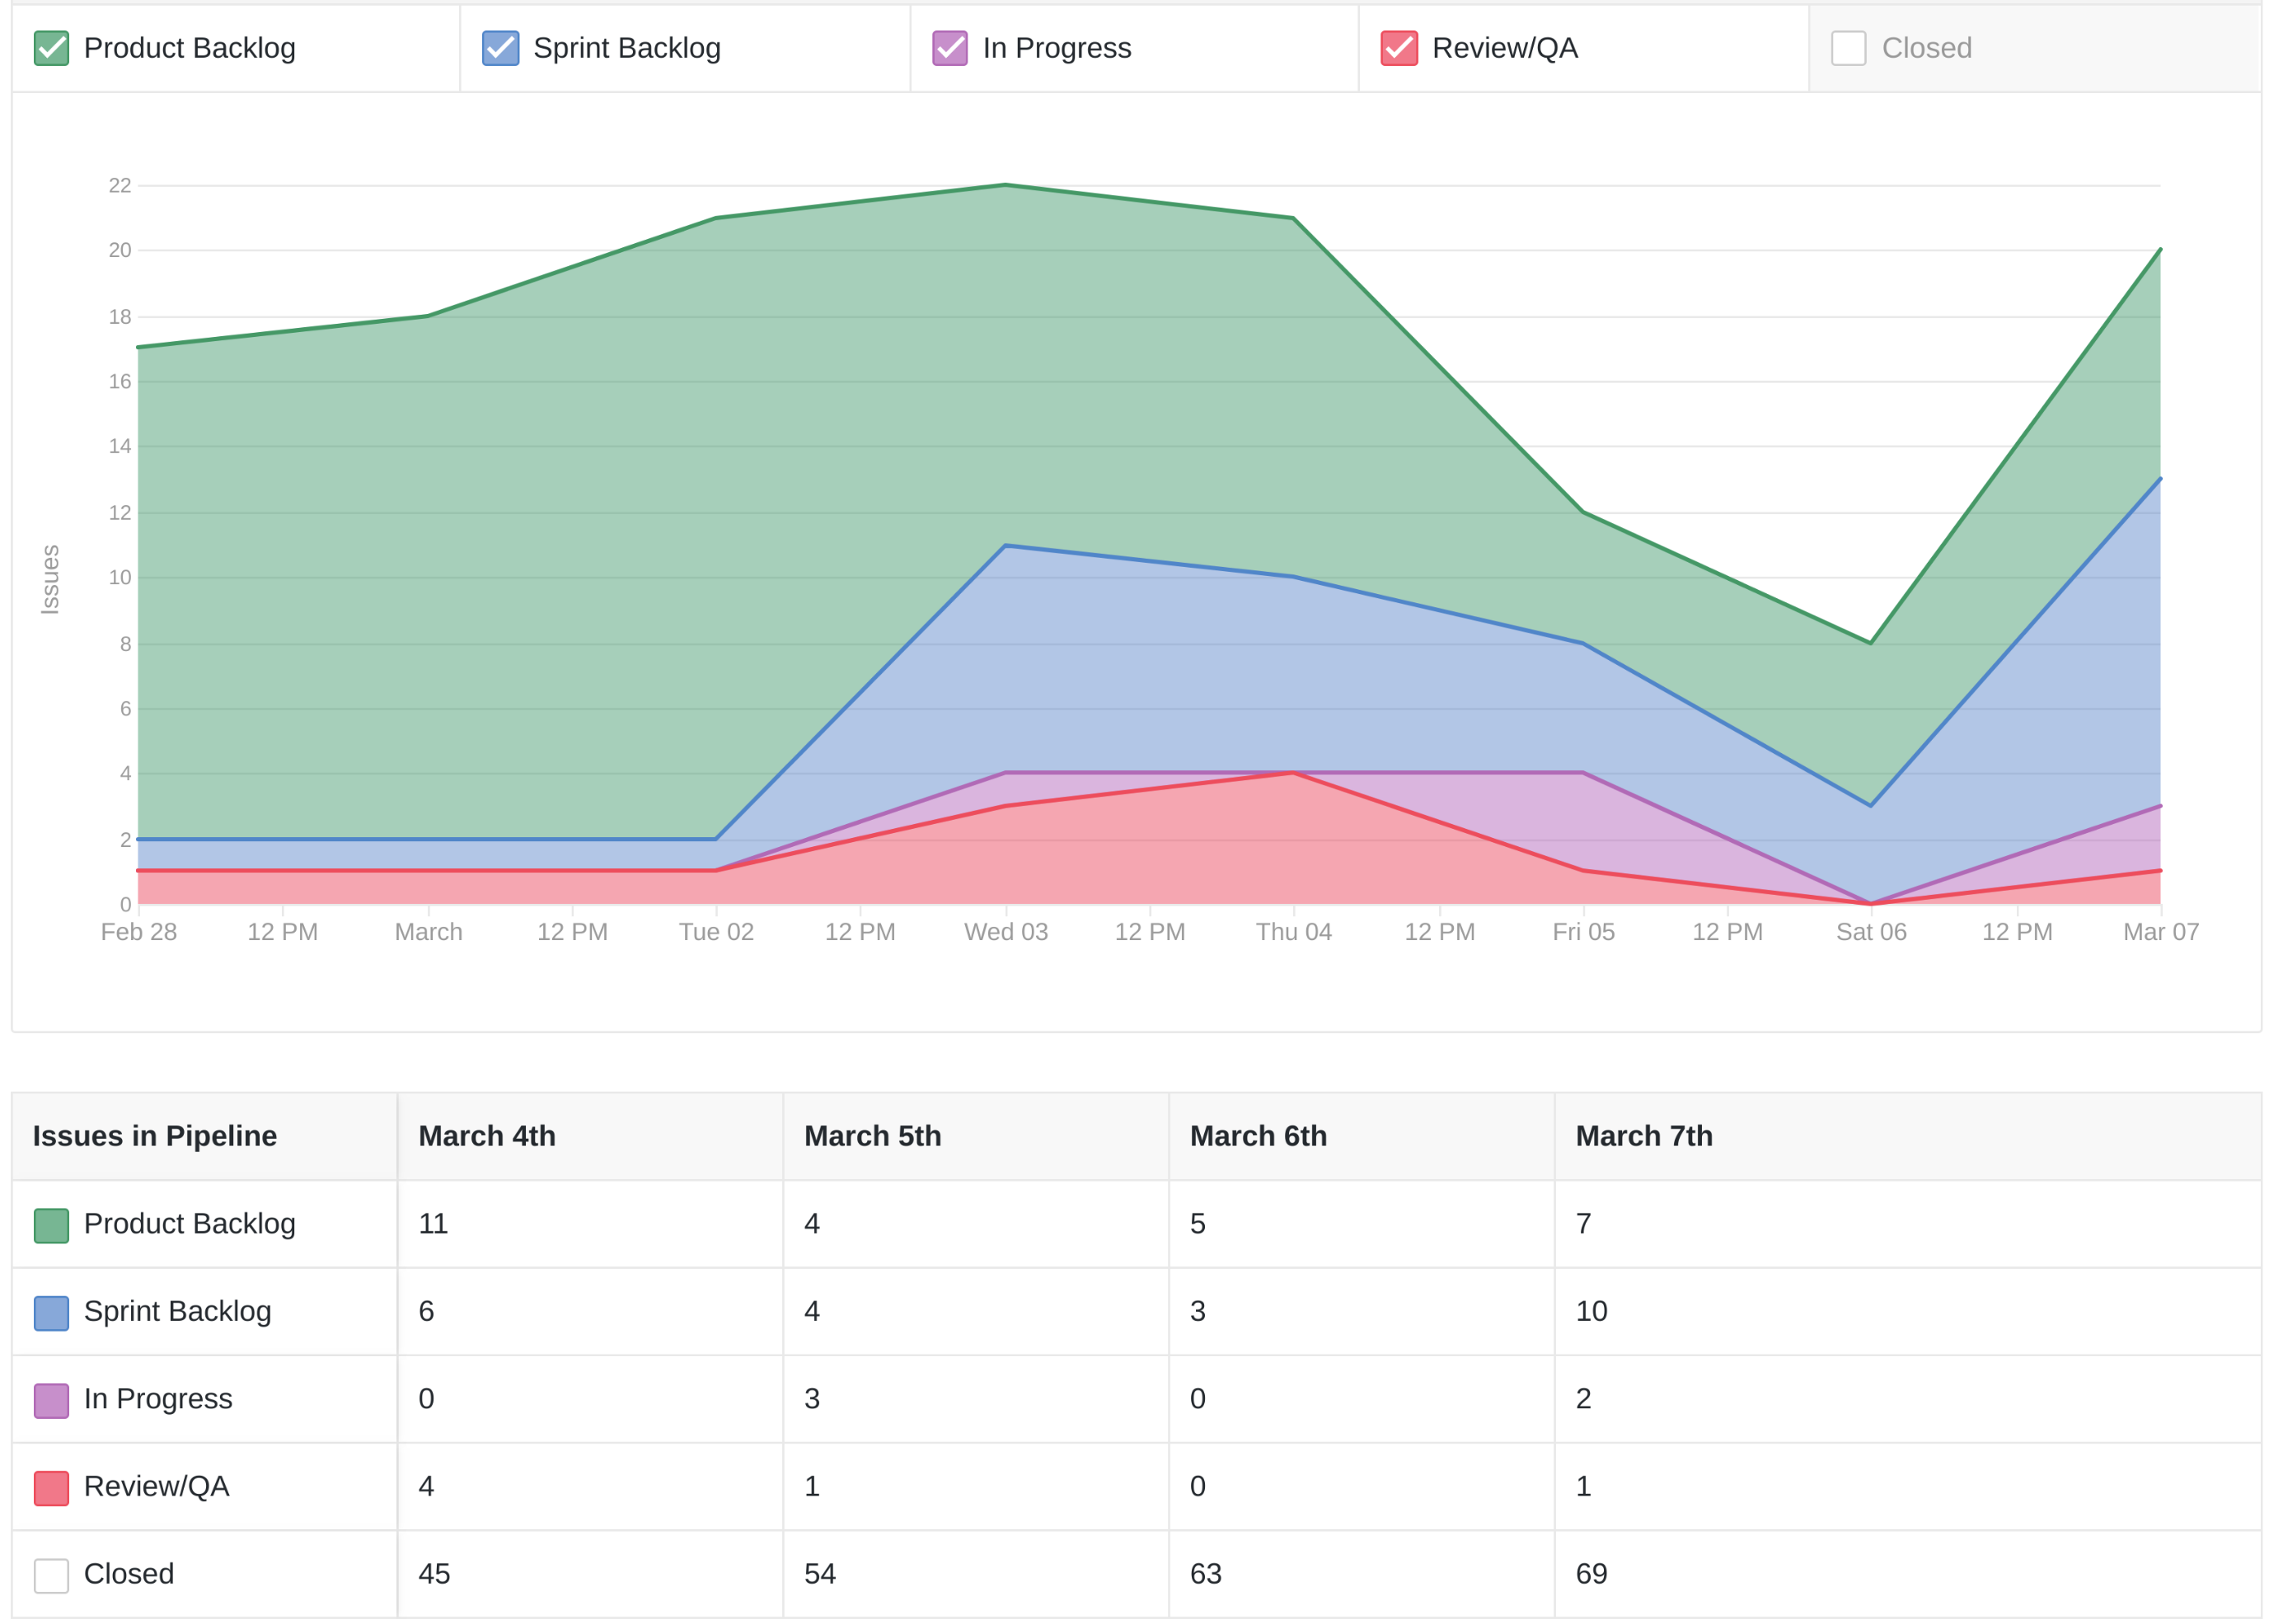 Product Backlog Sprint Backlog In Progress Review/QA Closed
22
20
18
16
14
12
10
8
6
4
2
0
Issues
Feb 28 12 PM March 12 PM Tue 02 12 PM Wed 03 12 PM Thu 04 12 PM Fri 05 12 PM Sat 06 12 PM Mar 07
Issues in Pipeline March 4th March 5th March 6th March 7th
Product Backlog 11 4 5 7
Sprint Backlog 6 4 3 10
In Progress 0 3 0 2
Review/QA 4 1 0 1
Closed 45 54 63 69